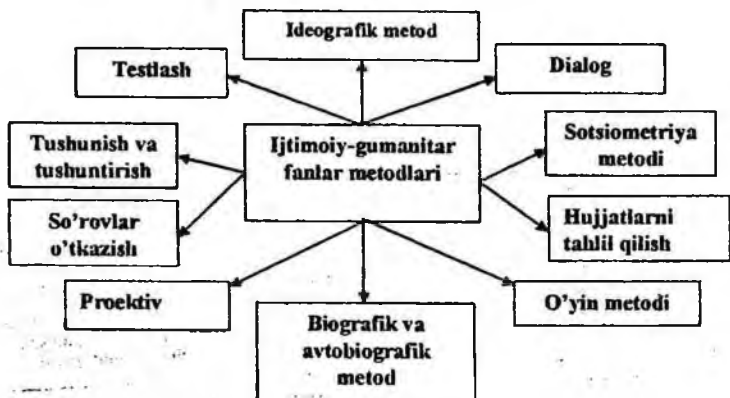 Ideografik metod
Testlash
Dialog
Tushunish va
tushuntirish
Ijtimoiy-gumanitar
fanlar metodlari
Sotsiometriya
metodi
So'rovlar
o'tkazish
Hujjatlarni
tahlil qilish
Proektiv
Biografik va
avtobiografik
metod
O'yin metodi